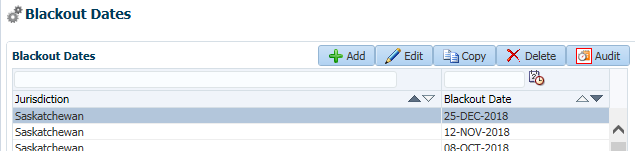 Blackout Dates
Blackout Dates Add Edit Copy Delete Audit
Jurisdiction Blackout Date
Saskatchewan 25-DEC-2018
Saskatchewan 12-NOV-2018
Saskatchewan 08-OCT-2018